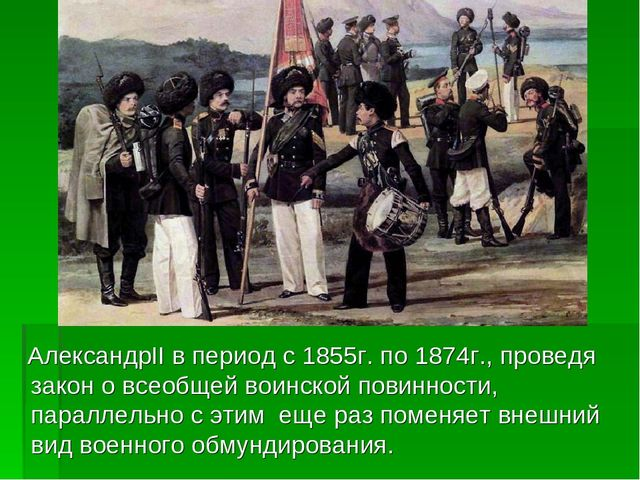 АлександрII в период с 1855г. по 1874г., проведя
закон о всеобщей воинской повинности,
параллельно с этим  еще раз поменяет внешний
вид военного обмундирования.